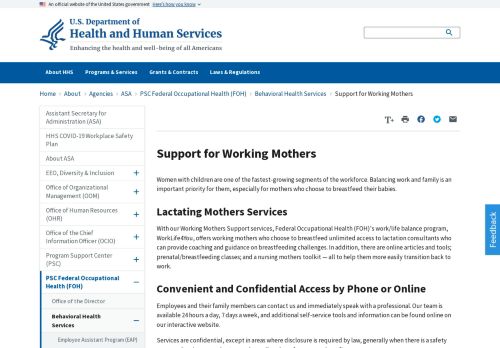 An official website of the United States government Here's how you know
U.S. Department of
Health and Human Services
Enhancing the health and well-being of all Americans
About HHS Programs & Services Grants & Contracts Laws & Regulations
Home › About › Agencies › ASA › PSC Federal Occupational Health (FOH) › Behavioral Health Services › Support for Working Mothers
Assistant Secretary for
Administration (ASA)
HHS COVID-19 Workplace Safety
Plan
About ASA
EEO, Diversity & Inclusion
Office of Organizational
Management (OOM)
Office of Human Resources
(OHR)
Office of the Chief
Information Officer (OCIO)
Program Support Center
(PSC)
PSC Federal Occupational
Health (FOH)
Office of the Director
Behavioral Health
Services
Employee Assistant Program (EAP)
T+
Support for Working Mothers
Women with children are one of the fastest-growing segments of the workforce. Balancing work and family is an
important priority for them, especially for mothers who choose to breastfeed their babies.
Lactating Mothers Services
With our Working Mothers Support services, Federal Occupational Health (FOH)'s work/life balance program,
WorkLife4You, offers working mothers who choose to breastfeed unlimited access to lactation consultants who
can provide coaching and guidance on breastfeeding challenges. In addition, there are online articles and tools;
prenatal/breastfeeding classes; and a nursing mothers toolkit — all to help them more easily transition back to
work.
Convenient and Confidential Access by Phone or Online
Employees and their family members can contact us and immediately speak with a professional. Our team is
available 24 hours a day, 7 days a week, and additional self-service tools and information can be found online on
our interactive website.
Services are confidential, except in areas where disclosure is required by law, generally when there is a safety
Feedback